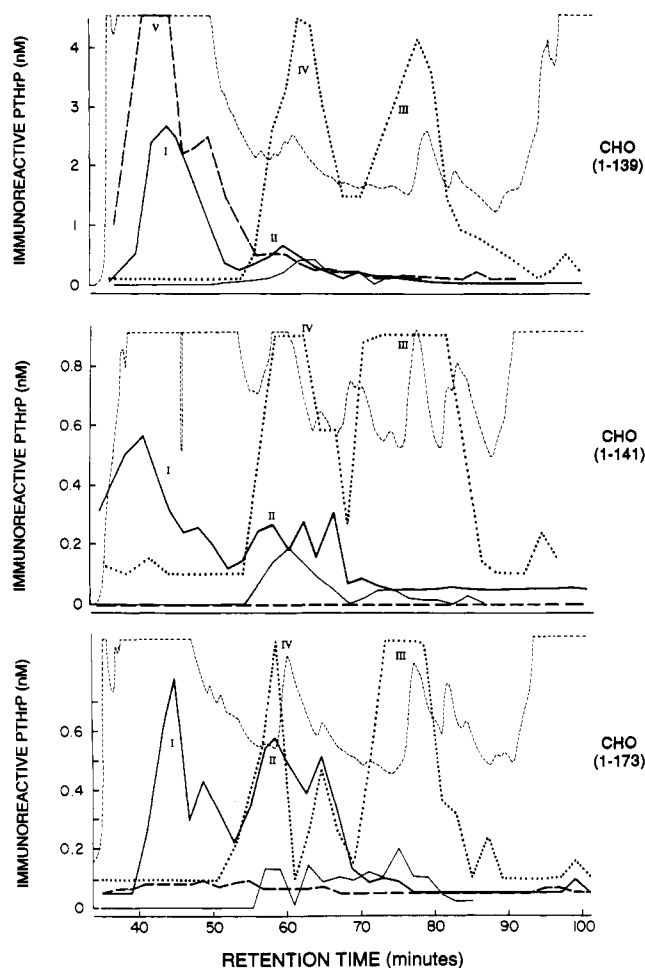 IMMUNOREACTIVE PTHrP (nM)
4
3
2
1
0
V
I
II
IV
III
CHO
(1-139)
IMMUNOREACTIVE PTHrP (nM)
0.8
0.6
0.4
0.2
0
I
II
IV
III
CHO
(1-141)
IMMUNOREACTIVE PTHrP (nM)
0.6
0.4
0.2
0
I
II
IV
III
CHO
(1-173)
40 50 60 70 80 90 100
RETENTION TIME (minutes)